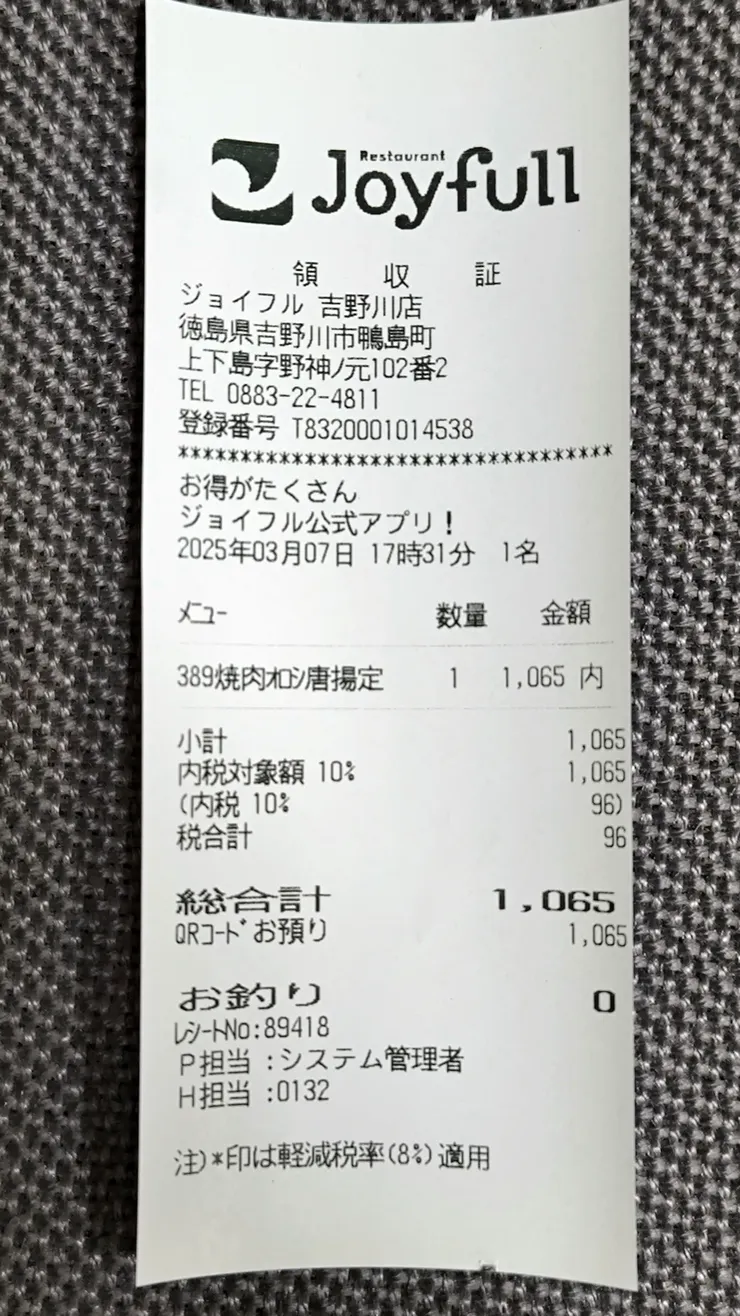 Restaurant
Joyfull
領 収 証
ジョイフル 吉野川店
徳島県吉野川市鴨島町
上下島字野神ノ元102番2
TEL 0883-22-4811
登録番号 T8320001014538
***********************************
お得がたくさん
ジョイフル公式アプリ!
2025年03月07日 17時31分 1名
メニュー 数量 金額
389焼肉オロシ唐揚定 1 1,065 内
小計 1,065
内税対象額 10% 1,065
(内税 10% 96)
税合計 96
総合計 1,065
QRコードお預り 1,065
お釣り 0
レシートNo:89418
P担当 :システム管理者
H担当 :0132
注)*印は軽減税率(8%)適用